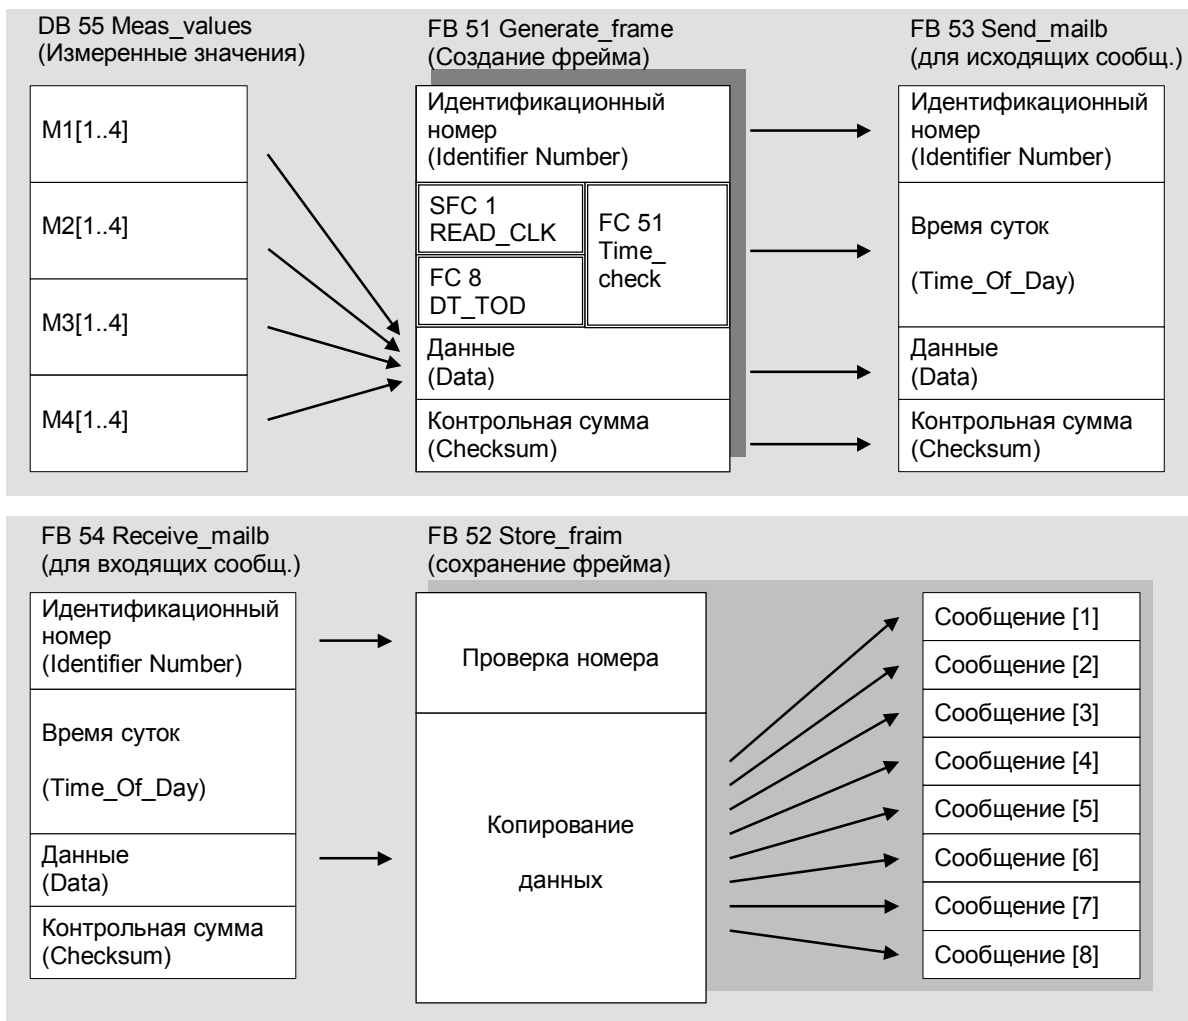 DB 55 Meas_values
(Измеренные значения)
M1[1..4]
M2[1..4]
M3[1..4]
M4[1..4]
FB 51 Generate_frame
(Создание фрейма)
Идентификационный
номер
(Identifier Number)
SFC 1
READ_CLK
FC 8
DT_TOD
FC 51
Time_
check
Данные
(Data)
Контрольная сумма
(Checksum)
FB 53 Send_mailb
(для исходящих сообщ.)
Идентификационный
номер
(Identifier Number)
Время суток
(Time_Of_Day)
Данные
(Data)
Контрольная сумма
(Checksum)
FB 54 Receive_mailb
(для входящих сообщ.)
Идентификационный
номер
(Identifier Number)
Время суток
(Time_Of_Day)
Данные
(Data)
Контрольная сумма
(Checksum)
FB 52 Store_fraim
(сохранение фрейма)
Проверка номера
Копирование
данных
Сообщение [1]
Сообщение [2]
Сообщение [3]
Сообщение [4]
Сообщение [5]
Сообщение [6]
Сообщение [7]
Сообщение [8]